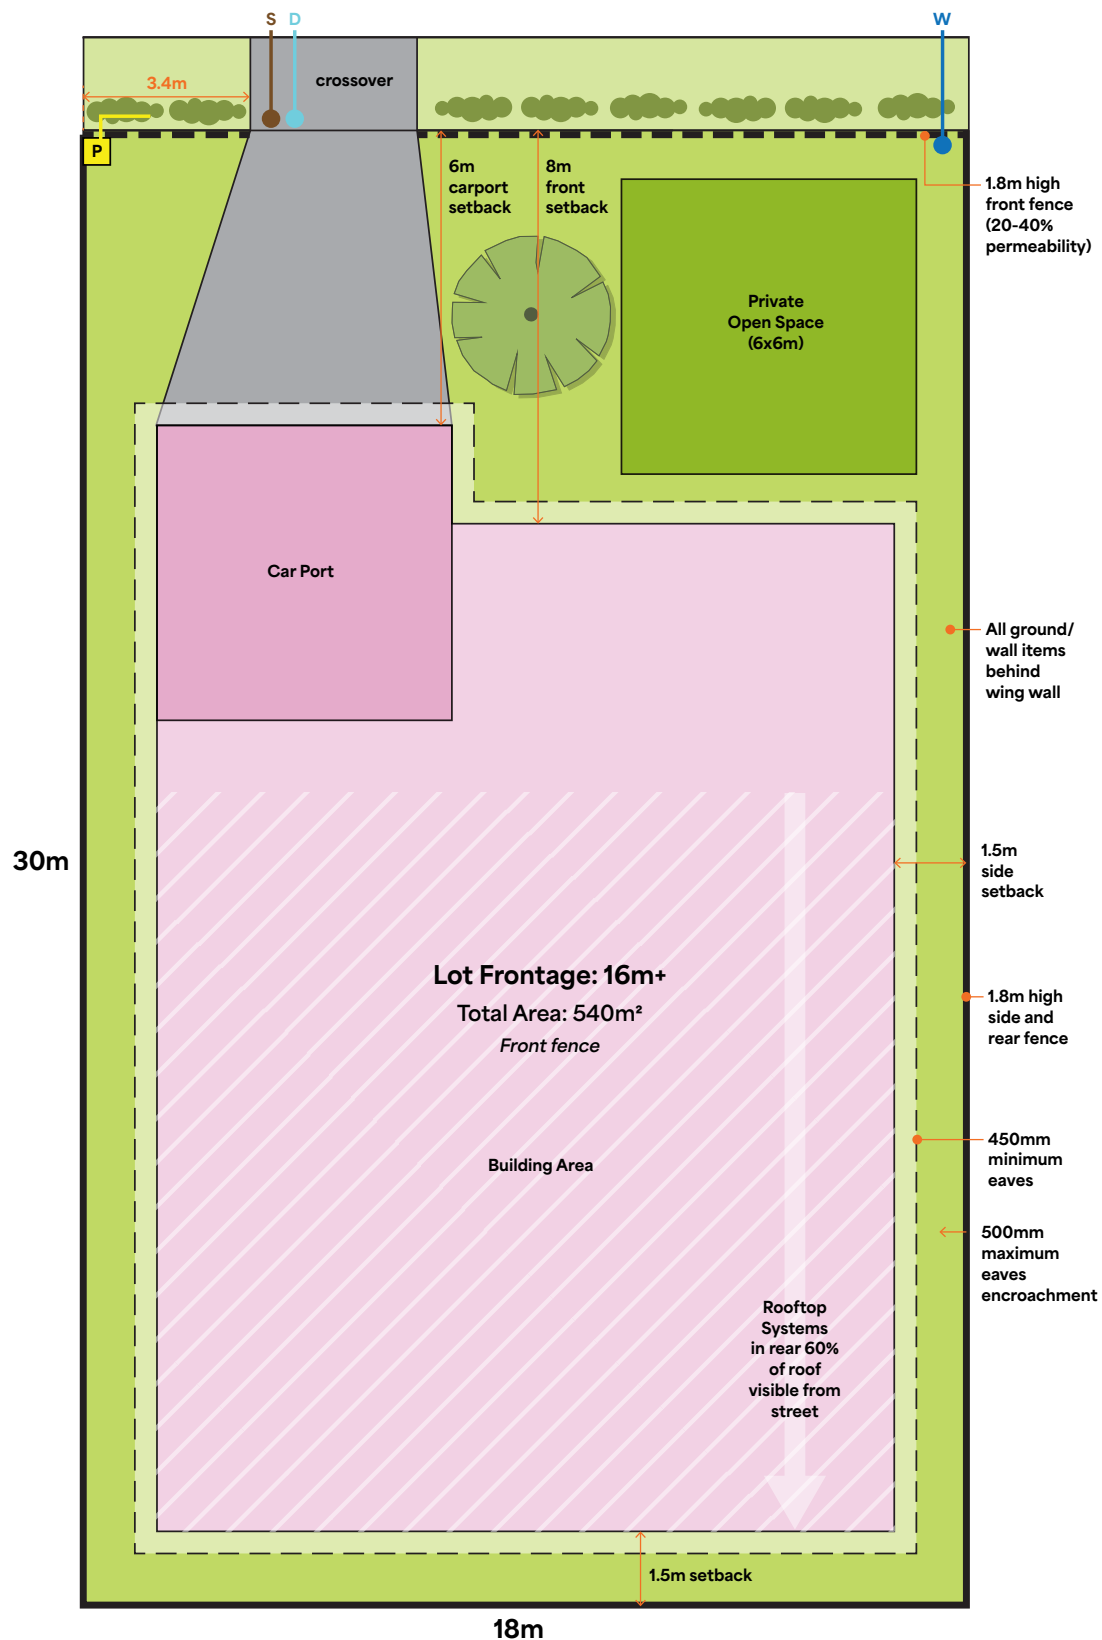 S D
W
crossover
3.4m
P
6m
carport
setback
8m
front
setback
1.8m high
front fence
(20-40%
permeability)
Private
Open Space
(6x6m)
Car Port
All ground/
wall items
behind
wing wall
30m
1.5m
side
setback
Lot Frontage: 16m+
Total Area: 540m²
Front fence
1.8m high
side and
rear fence
Building Area
450mm
minimum
eaves
500mm
maximum
eaves
encroachment
Rooftop
Systems
in rear 60%
of roof
visible from
street
1.5m setback
18m